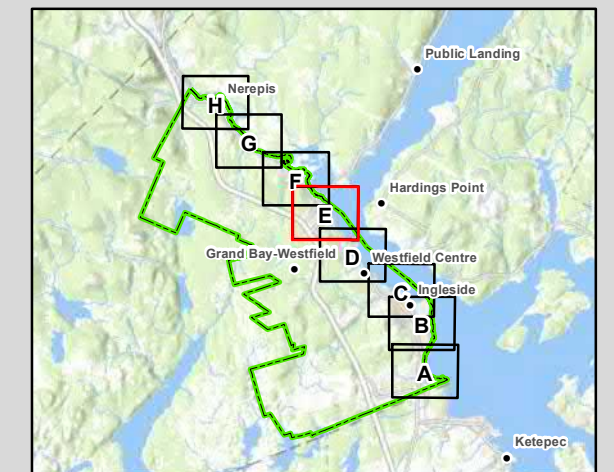 Public Landing
Nerepis
H
G
F
Hardings Point
E
Grand Bay-Westfield
D
Westfield Centre
C
Ingleside
B
A
Ketepec